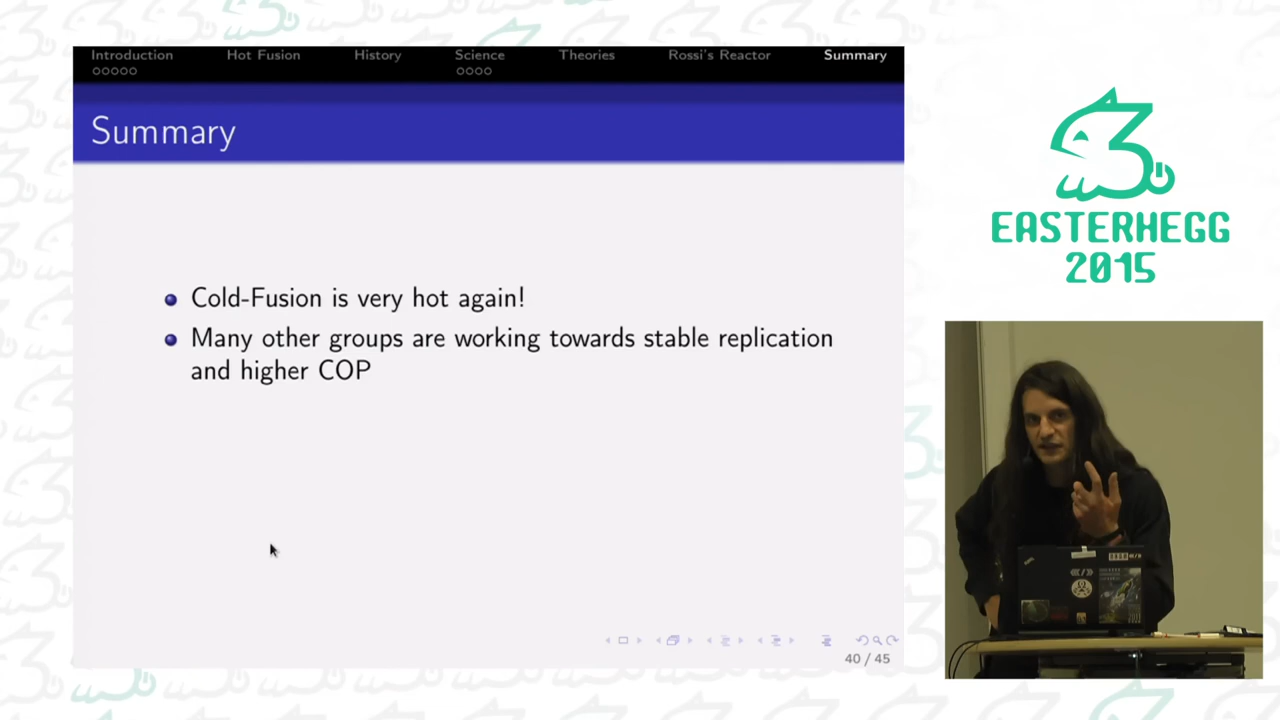 Introduction Hot Fusion History Science Theories Rossi's Reactor Summary
Summary
Cold-Fusion is very hot again!
Many other groups are working towards stable replication
and higher COP
40 / 45
EASTERHEGG
2015